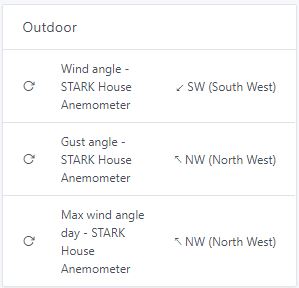 Outdoor
Wind angle -
STARK House
Anemometer
↙ SW (South West)
Gust angle -
STARK House
Anemometer
↖ NW (North West)
Max wind angle
day - STARK
House
Anemometer
↖ NW (North West)